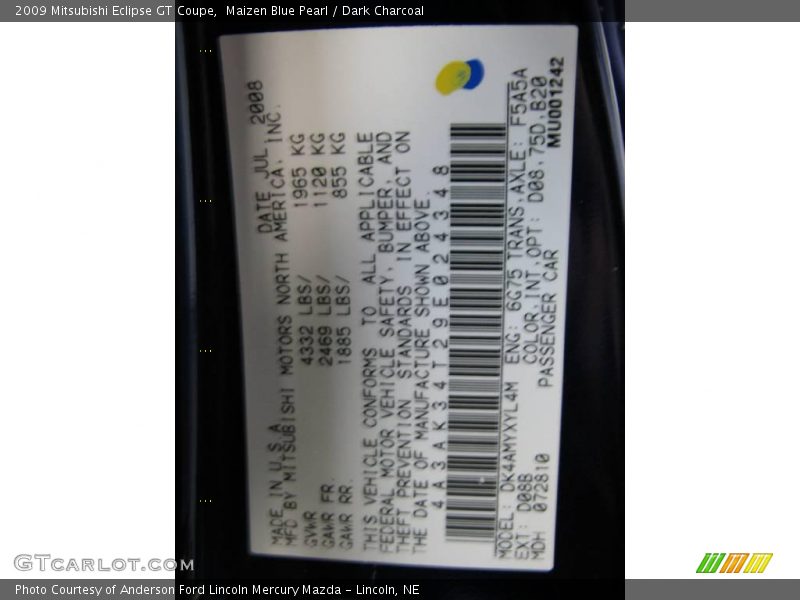 2009 Mitsubishi Eclipse GT Coupe,  Maizen Blue Pearl / Dark Charcoal
MADE IN U.S.A. DATE JUL, 2008
MFD BY MITSUBISHI MOTORS NORTH AMERICA, INC.
GVWR 4332 LBS/ 1965 KG
GAWR FR. 2469 LBS/ 1120 KG
GAWR RR. 1885 LBS/ 855 KG
THIS VEHICLE CONFORMS TO ALL APPLICABLE
FEDERAL MOTOR VEHICLE SAFETY, BUMPER, AND
THEFT PREVENTION STANDARDS IN EFFECT ON
THE DATE OF MANUFACTURE SHOWN ABOVE.
4A3AK34T29E024348
MODEL: DK4AMYXYL4M ENG: 6G75 TRANS,AXLE: F5A5A
EXT: D08B COLOR,INT,OPT: D08,75D,B20
MDH 072810 PASSENGER CAR MU001242
GTCARLOT.COM
Photo Courtesy of Anderson Ford Lincoln Mercury Mazda – Lincoln, NE